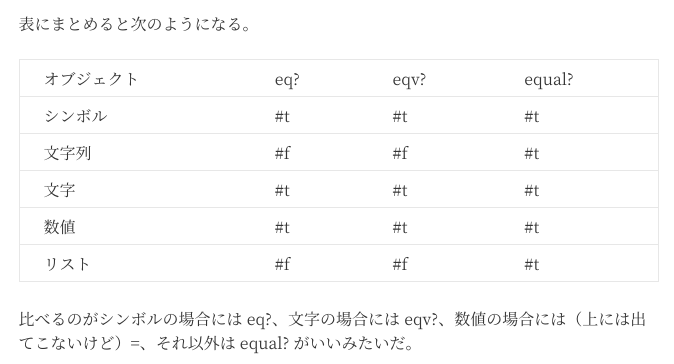 表にまとめると次のようになる。
オブジェクト eq? eqv? equal?
シンボル #t #t #t
文字列 #f #f #t
文字 #t #t #t
数値 #t #t #t
リスト #f #f #t
比べるのがシンボルの場合には eq?、文字の場合には eqv?、数値の場合には（上には出
てこないけど）=、それ以外は equal? がいいみたいだ。